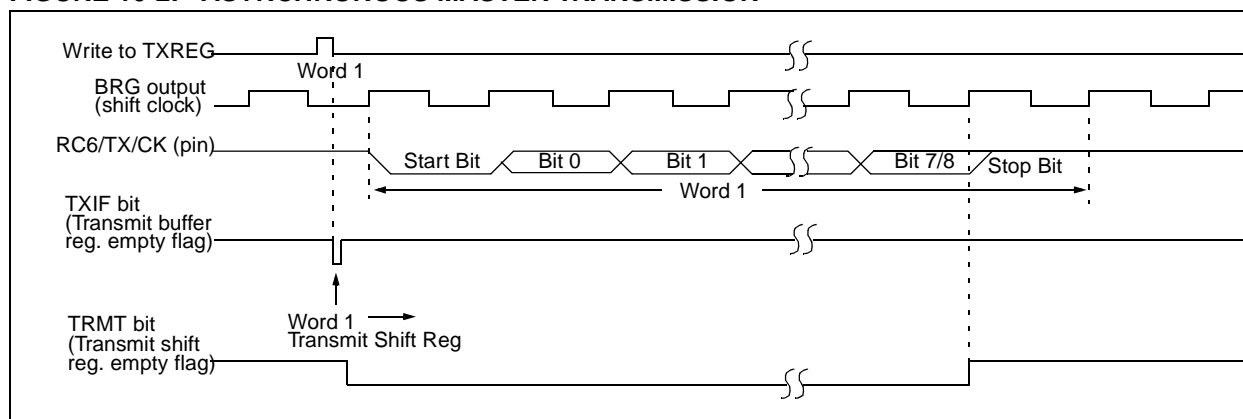 FIGURE 10-2: ASYNCHRONOUS MASTER TRANSMISSION
Write to TXREG
Word 1
BRG output
(shift clock)
RC6/TX/CK (pin)
Start Bit
Bit 0
Bit 1
Bit 7/8
Stop Bit
Word 1
TXIF bit
(Transmit buffer
reg. empty flag)
Word 1
Transmit Shift Reg
TRMT bit
(Transmit shift
reg. empty flag)